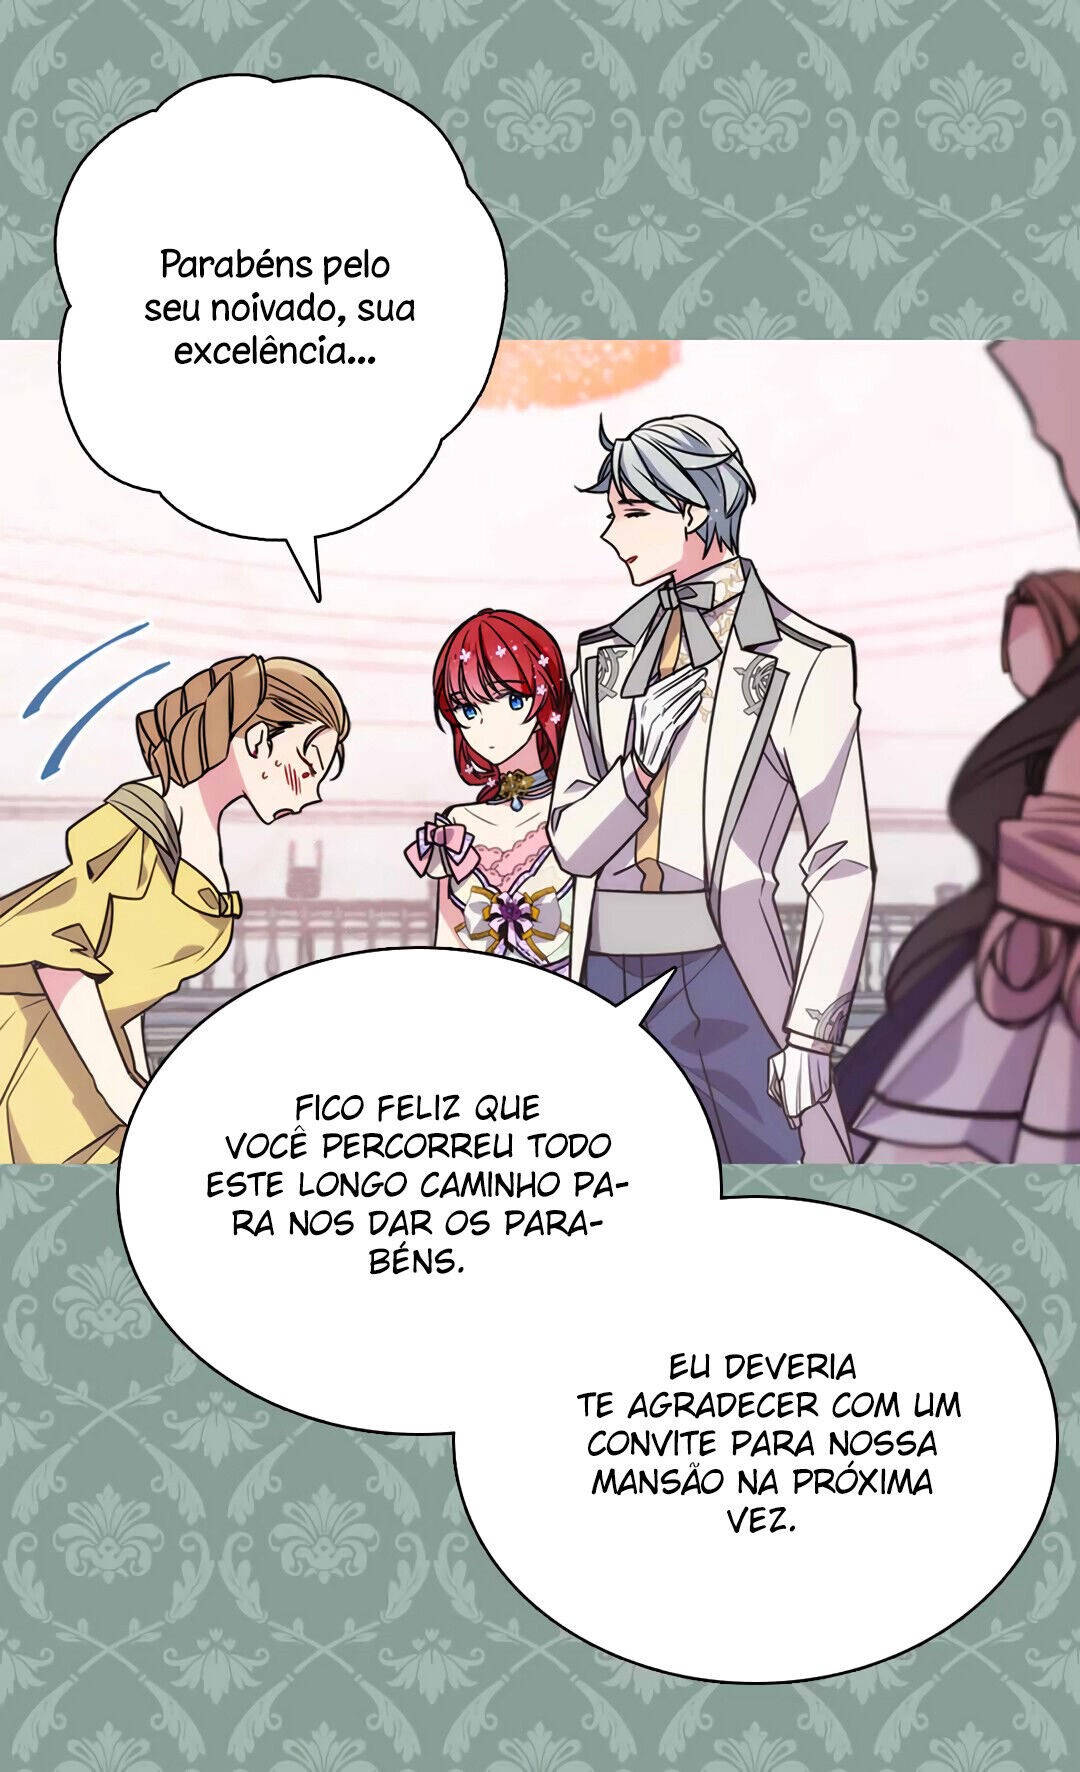 Parabéns pelo
seu noivado, sua
excelência...
FICO FELIZ QUE
VOCÊ PERCORREU TODO
ESTE LONGO CAMINHO PA-
RA NOS DAR OS PARA-
BÉNS.
EU DEVERIA
TE AGRADECER COM UM
CONVITE PARA NOSSA
MANSÃO NA PRÓXIMA
VEZ.